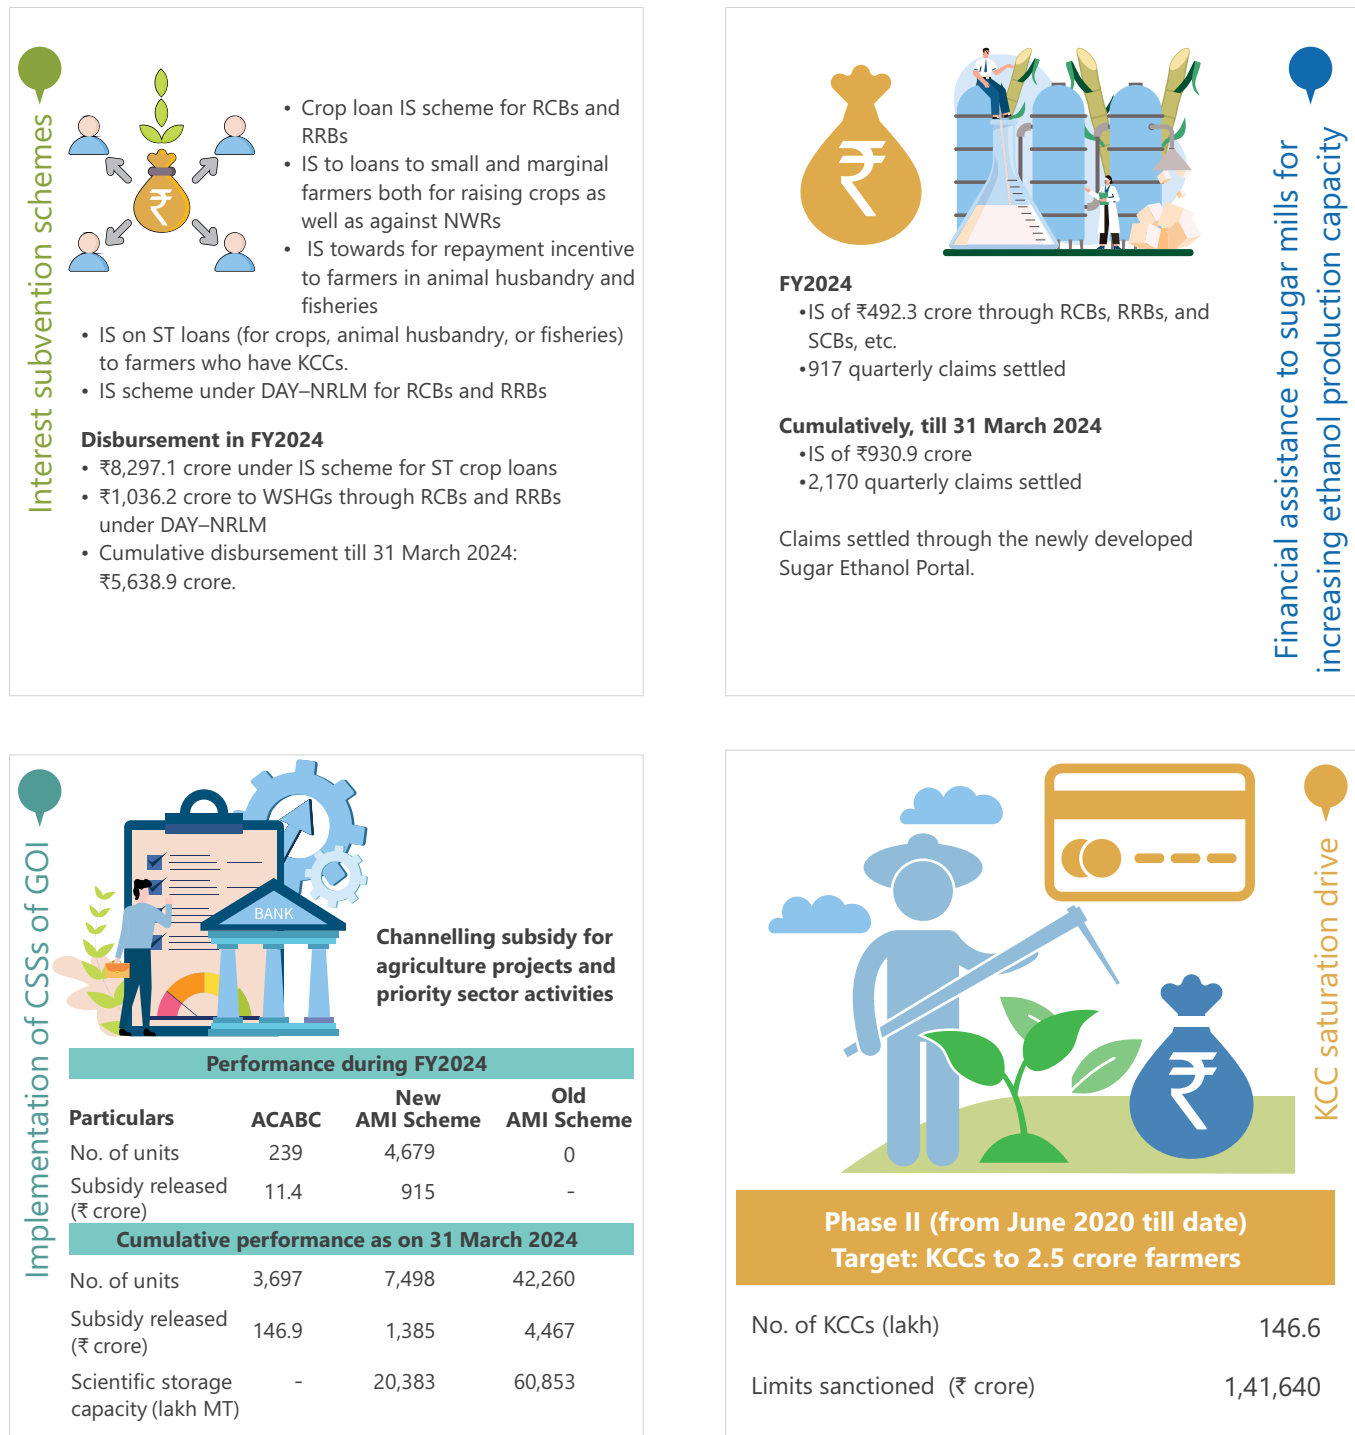 Interest subvention schemes
• Crop loan IS scheme for RCBs and
RRBs
• IS to loans to small and marginal
farmers both for raising crops as
well as against NWRs
• IS towards for repayment incentive
to farmers in animal husbandry and
fisheries
• IS on ST loans (for crops, animal husbandry, or fisheries)
to farmers who have KCCs.
• IS scheme under DAY–NRLM for RCBs and RRBs
Disbursement in FY2024
• ₹8,297.1 crore under IS scheme for ST crop loans
• ₹1,036.2 crore to WSHGs through RCBs and RRBs
under DAY–NRLM
• Cumulative disbursement till 31 March 2024:
₹5,638.9 crore.
₹
Financial assistance to sugar mills for
increasing ethanol production capacity
₹
FY2024
•IS of ₹492.3 crore through RCBs, RRBs, and
SCBs, etc.
•917 quarterly claims settled
Cumulatively, till 31 March 2024
•IS of ₹930.9 crore
•2,170 quarterly claims settled
Claims settled through the newly developed
Sugar Ethanol Portal.
Implementation of CSSs of GOI
BANK
Channelling subsidy for
agriculture projects and
priority sector activities
Performance during FY2024
Particulars ACABC New AMI Scheme Old AMI Scheme
No. of units 239 4,679 0
Subsidy released (₹ crore) 11.4 915 -
Cumulative performance as on 31 March 2024
No. of units 3,697 7,498 42,260
Subsidy released (₹ crore) 146.9 1,385 4,467
Scientific storage capacity (lakh MT) - 20,383 60,853
KCC saturation drive
₹
Phase II (from June 2020 till date)
Target: KCCs to 2.5 crore farmers
No. of KCCs (lakh) 146.6
Limits sanctioned (₹ crore) 1,41,640